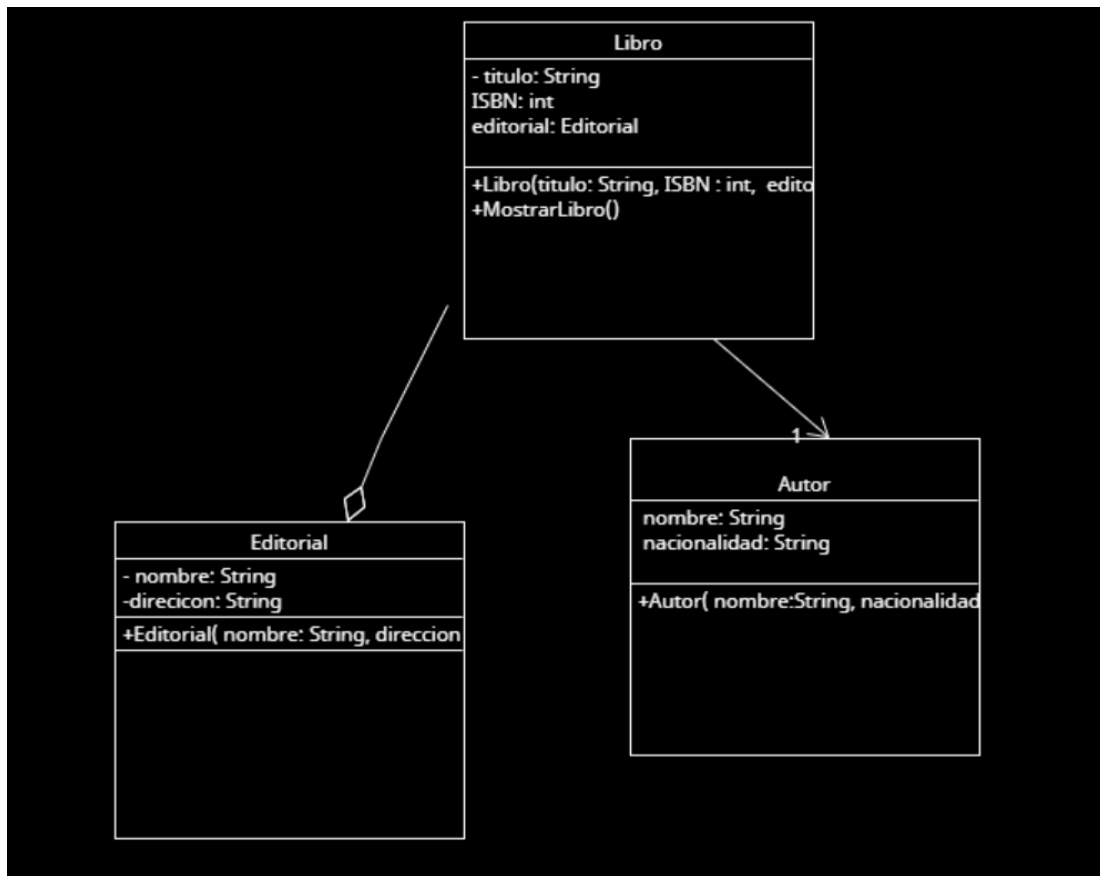 Libro
- titulo: String
ISBN: int
editorial: Editorial
+Libro(titulo: String, ISBN : int,  edito
+MostrarLibro()
1
Autor
nombre: String
nacionalidad: String
+Autor( nombre:String, nacionalidad
Editorial
- nombre: String
-direcicon: String
+Editorial( nombre: String, direccion